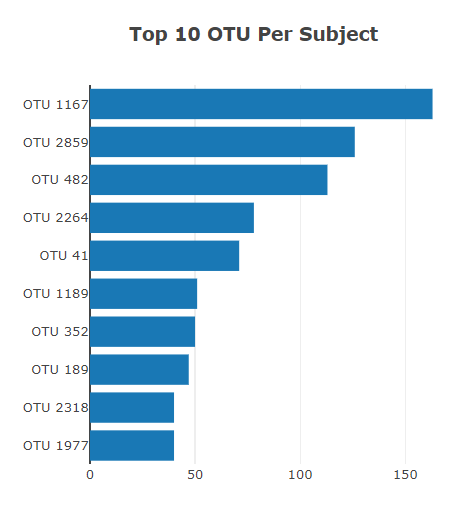 Top 10 OTU Per Subject
OTU 1167
OTU 2859
OTU 482
OTU 2264
OTU 41
OTU 1189
OTU 352
OTU 189
OTU 2318
OTU 1977
0 50 100 150